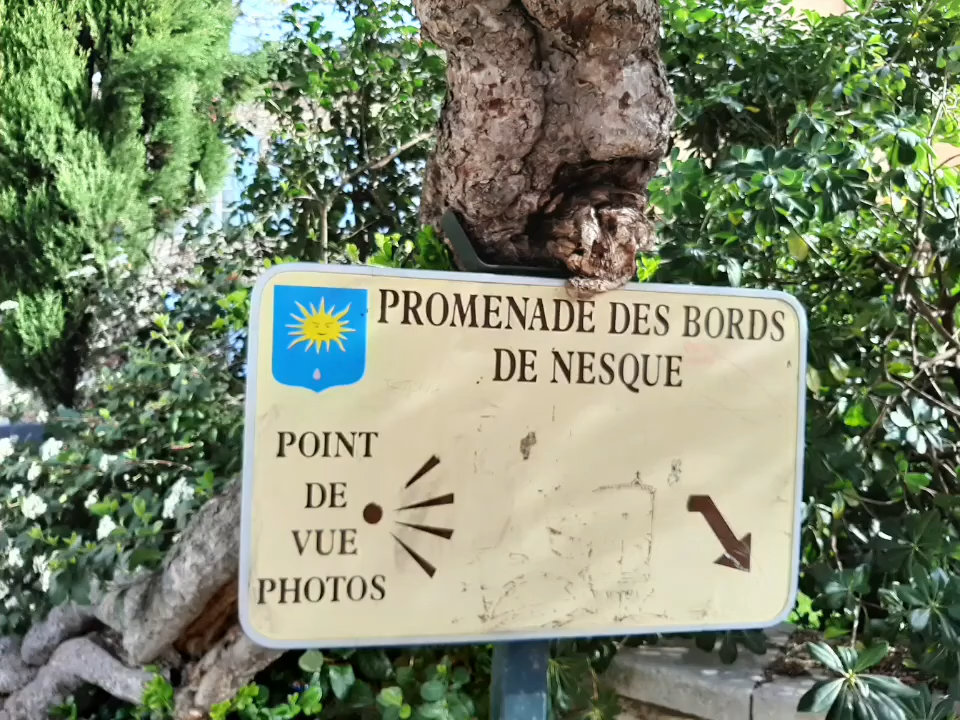 PROMENADE DES BORDS
DE NESQUE
POINT
DE
VUE
PHOTOS